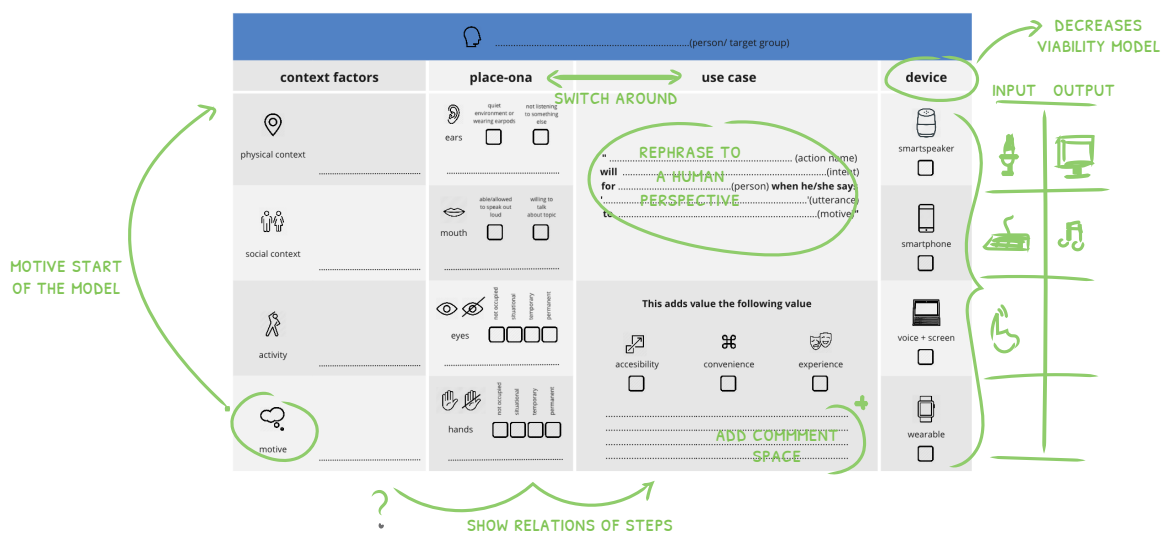 DECREASES
VIABILITY MODEL
(person/ target group)
context factors
place-ona
use case
device
SWITCH AROUND
INPUT OUTPUT
physical context
social context
activity
motive
MOTIVE START
OF THE MODEL
quiet
environment or
wearing earpods
not listening
to something
else
ears
able/allowed
to speak out
loud
willing to
talk
about topic
mouth
not occupied
situational
temporary
permanent
eyes
not occupied
situational
temporary
permanent
hands
REPHRASE TO
A HUMAN
PERSPECTIVE
" (action name)
will (intent)
for (person) when he/she says
' '(utterance)
to (motive)"
This adds value the following value
accesibility
convenience
experience
ADD COMMMENT
SPACE
smartspeaker
smartphone
voice + screen
wearable
?
SHOW RELATIONS OF STEPS